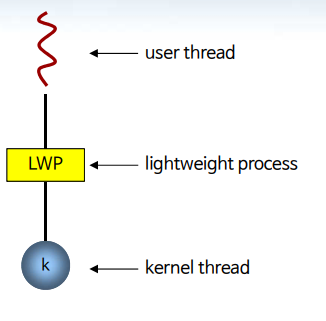 user thread
LWP
lightweight process
k
kernel thread